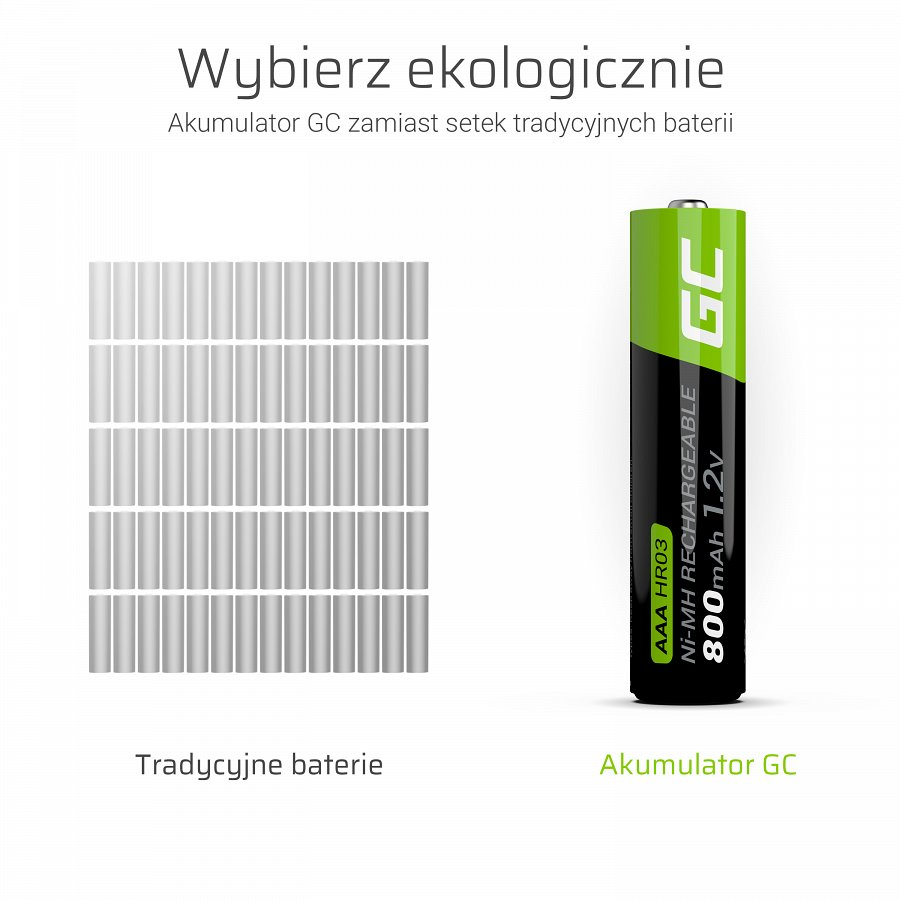 Wybierz ekologicznie
Akumulator GC zamiast setek tradycyjnych baterii
GC
AAA HR03
Ni-MH RECHARGEABLE
800mAh 1.2v
Tradycyjne baterie
Akumulator GC